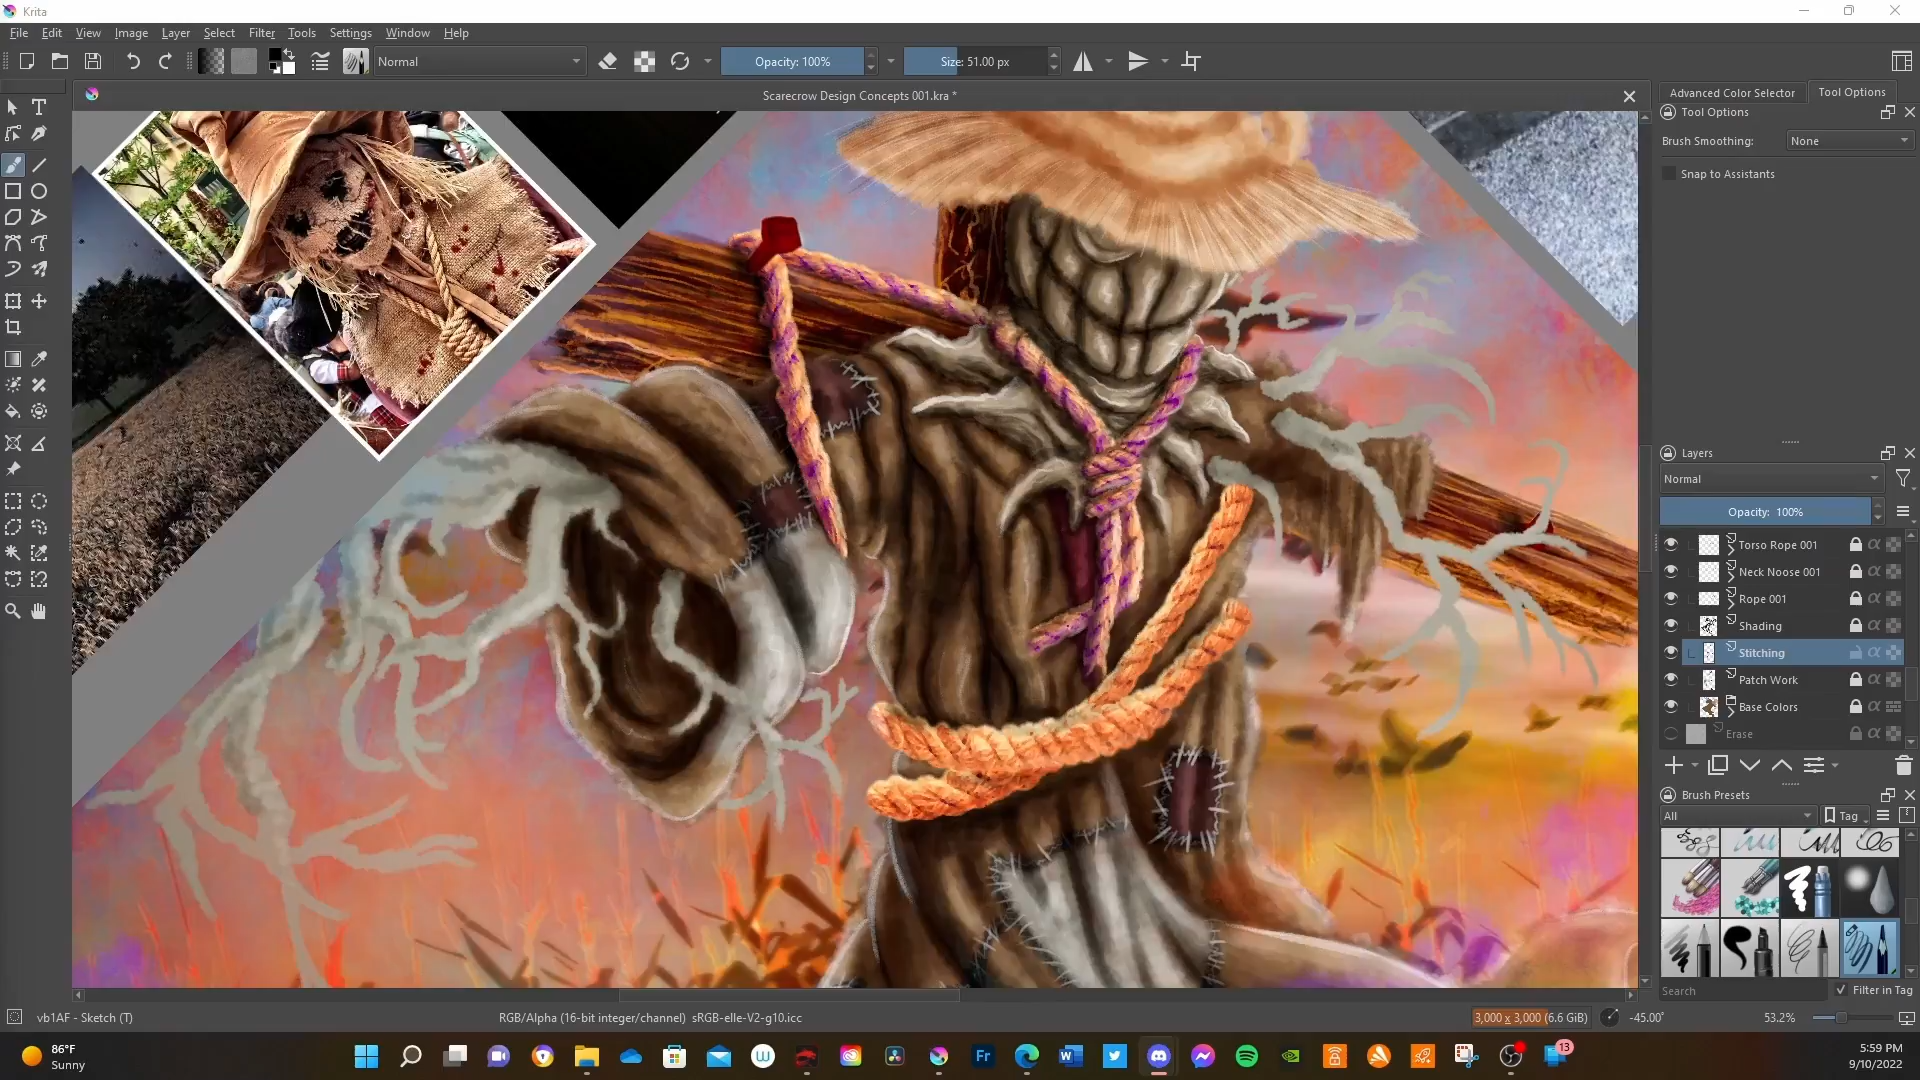 Krita
File Edit View Image Layer Select Filter Tools Settings Window Help
Normal Opacity: 100% Size: 51.00 px
Scarecrow Design Concepts 001.kra *
Advanced Color Selector Tool Options
Tool Options
Brush Smoothing: None
Snap to Assistants
Layers
Normal
Opacity: 100%
Torso Rope 001
Neck Noose 001
Rope 001
Shading
Stitching
Patch Work
Base Colors
Erase
Brush Presets
All Tag
Search Filter in Tag
vb1AF - Sketch (T) RGB/Alpha (16-bit integer/channel) sRGB-elle-V2-g10.icc 3,000 x 3,000 (6.6 GiB) -45.00° 53.2%
86°F
Sunny
Fr
13
5:59 PM
9/10/2022